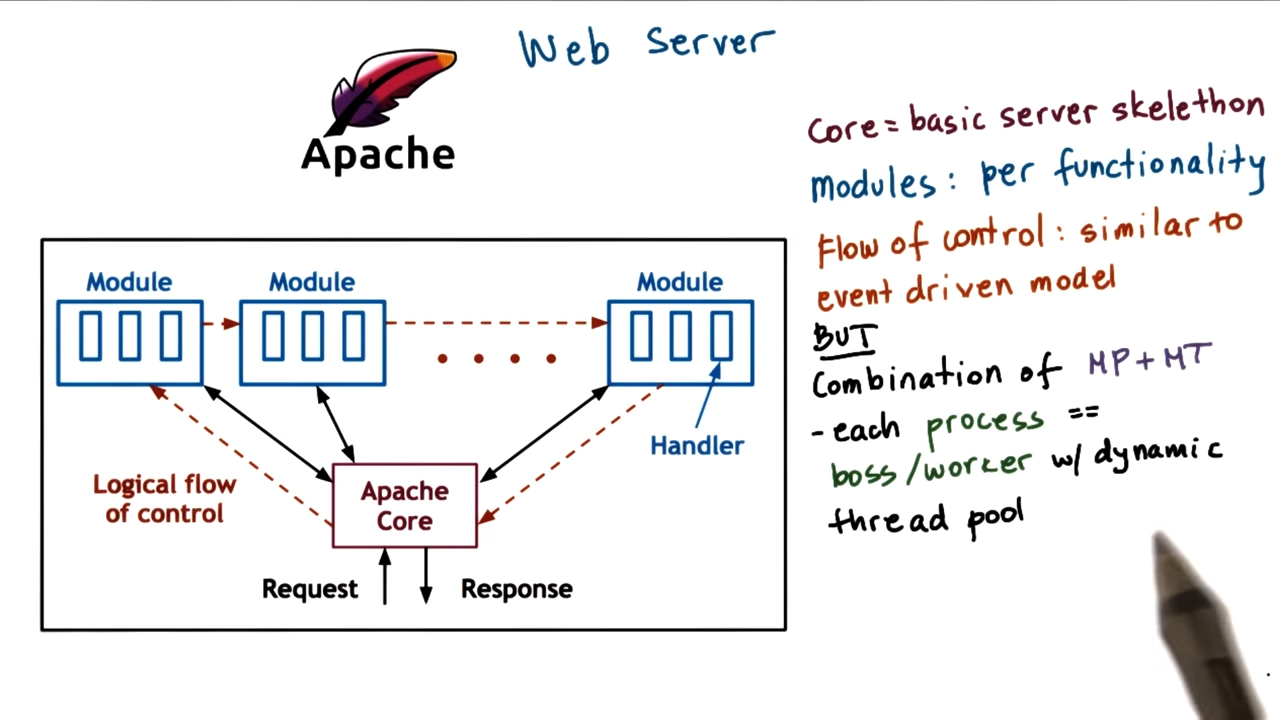 Web Server
Apache
Core = basic server skelethon
modules : per functionality
Flow of control : similar to
event driven model
BUT
Combination of MP + MT
- each process ==
boss/worker w/ dynamic
thread pool
Module
Module
Module
Handler
Logical flow
of control
Apache
Core
Request
Response